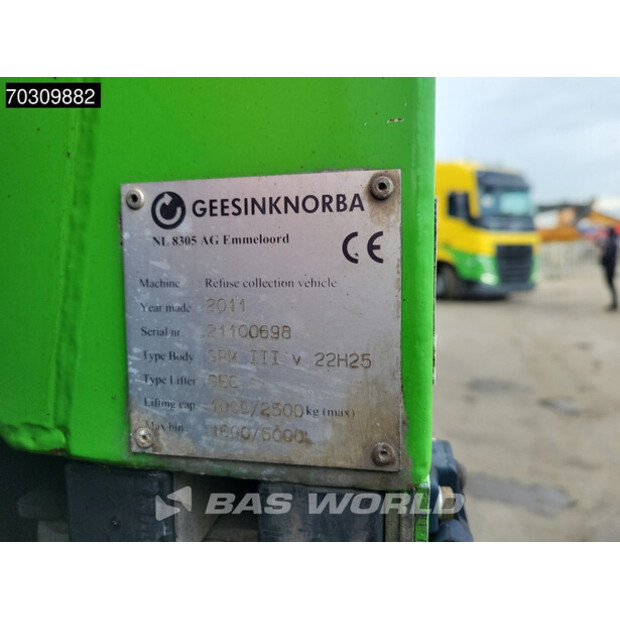 70309882
GEESINKNORBA
NL 8305 AG Emmeloord
CE
Machine Refuse collection vehicle
Year made 2011
Serial nr 21100698
Type Body GPM III v 22H25
Type Lifter GEC
Lifting cap /2500 kg (max)
Max bin /5000L
BAS WORLD